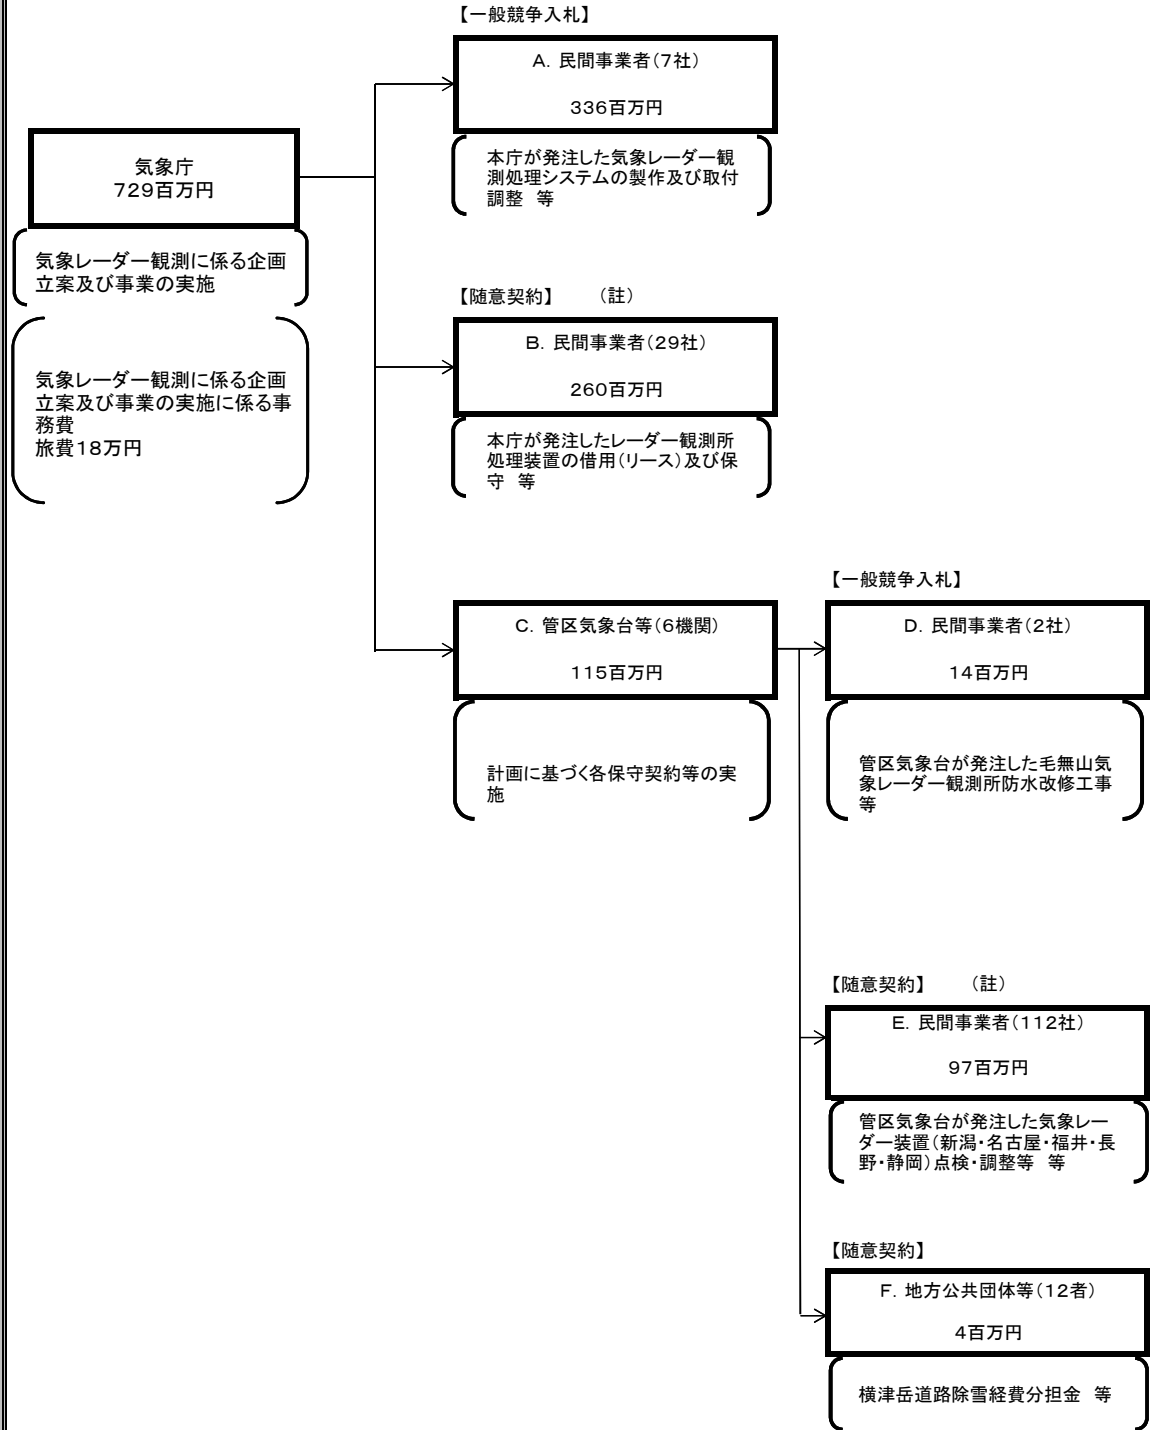 【一般競争入札】
A．民間事業者（7社）
336百万円
本庁が発注した気象レーダー観
測処理システムの製作及び取付
調整　等
気象庁
729百万円
気象レーダー観測に係る企画
立案及び事業の実施
気象レーダー観測に係る企画
立案及び事業の実施に係る事
務費
旅費18万円
【随意契約】　　（註）
B．民間事業者（29社）
260百万円
本庁が発注したレーダー観測所
処理装置の借用（リース）及び保
守　等
C．管区気象台等（6機関）
115百万円
計画に基づく各保守契約等の実
施
【一般競争入札】
D．民間事業者（2社）
14百万円
管区気象台が発注した毛無山気
象レーダー観測所防水改修工事
等
【随意契約】　　（註）
E．民間事業者（112社）
97百万円
管区気象台が発注した気象レー
ダー装置（新潟・名古屋・福井・長
野・静岡）点検・調整等　等
【随意契約】
F．地方公共団体等（12者）
4百万円
横津岳道路除雪経費分担金　等